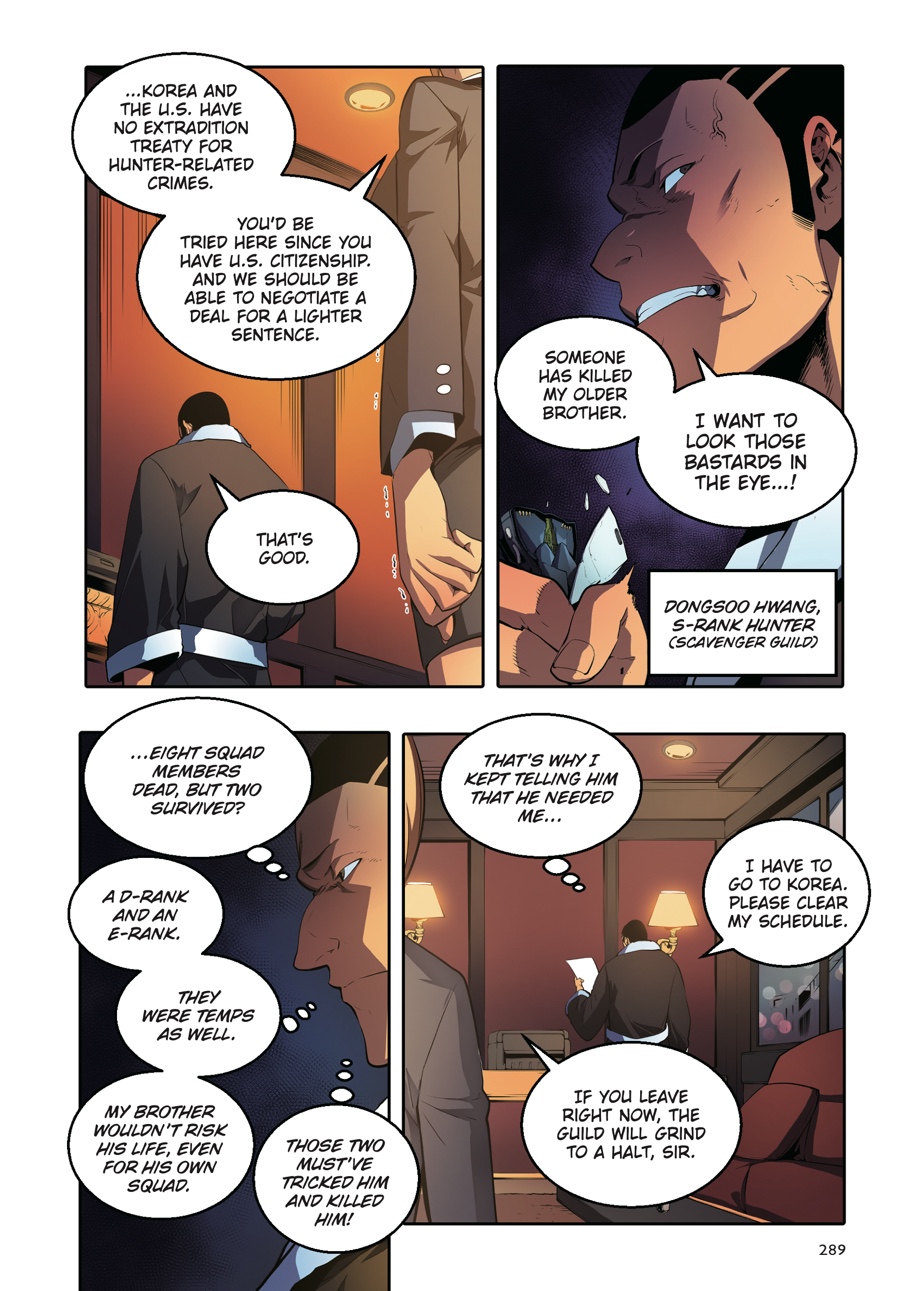 ...KOREA AND
THE U.S. HAVE
NO EXTRADITION
TREATY FOR
HUNTER-RELATED
CRIMES.
YOU'D BE
TRIED HERE SINCE YOU
HAVE U.S. CITIZENSHIP.
AND WE SHOULD BE
ABLE TO NEGOTIATE A
DEAL FOR A LIGHTER
SENTENCE.
THAT'S
GOOD.
SOMEONE
HAS KILLED
MY OLDER
BROTHER.
I WANT TO
LOOK THOSE
BASTARDS IN
THE EYE...!
DONGSOO HWANG,
S-RANK HUNTER
(SCAVENGER GUILD)
...EIGHT SQUAD
MEMBERS
DEAD, BUT TWO
SURVIVED?
A D-RANK
AND AN
E-RANK.
THEY
WERE TEMPS
AS WELL.
MY BROTHER
WOULDN'T RISK
HIS LIFE, EVEN
FOR HIS OWN
SQUAD.
THOSE TWO
MUST'VE
TRICKED HIM
AND KILLED
HIM!
THAT'S WHY I
KEPT TELLING HIM
THAT HE NEEDED
ME...
I HAVE TO
GO TO KOREA.
PLEASE CLEAR
MY SCHEDULE.
IF YOU LEAVE
RIGHT NOW, THE
GUILD WILL GRIND
TO A HALT, SIR.
289